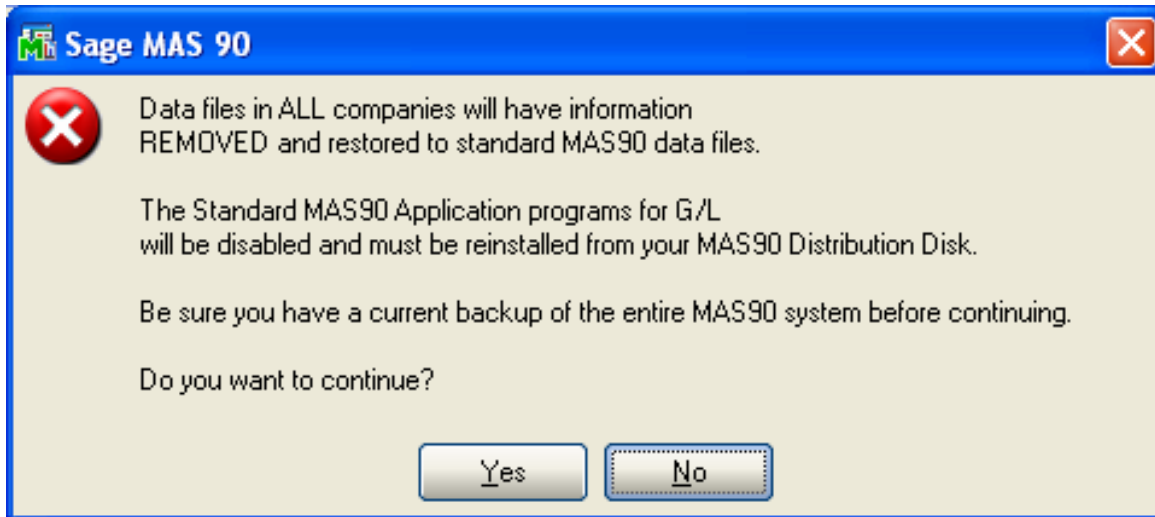 Sage MAS 90
Data files in ALL companies will have information
REMOVED and restored to standard MAS90 data files.
The Standard MAS90 Application programs for G/L
will be disabled and must be reinstalled from your MAS90 Distribution Disk.
Be sure you have a current backup of the entire MAS90 system before continuing.
Do you want to continue?
Yes
No